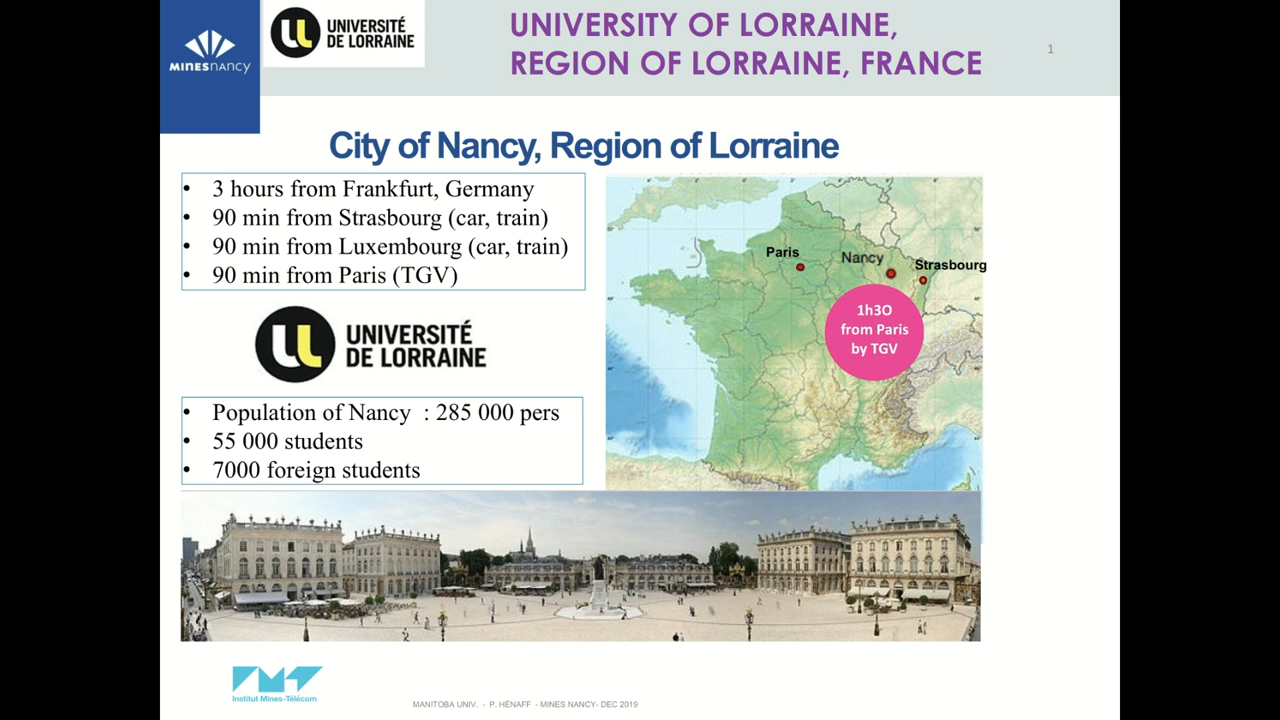 MINESNANCY
UNIVERSITÉ
DE LORRAINE
UNIVERSITY OF LORRAINE,
REGION OF LORRAINE, FRANCE
1
City of Nancy, Region of Lorraine
• 3 hours from Frankfurt, Germany
• 90 min from Strasbourg (car, train)
• 90 min from Luxembourg (car, train)
• 90 min from Paris (TGV)
UNIVERSITÉ
DE LORRAINE
• Population of Nancy : 285 000 pers
• 55 000 students
• 7000 foreign students
Paris
Nancy
Strasbourg
1h3O
from Paris
by TGV
Institut Mines-Télécom
MANITOBA UNIV. - P. HÉNAFF - MINES NANCY- DEC 2019